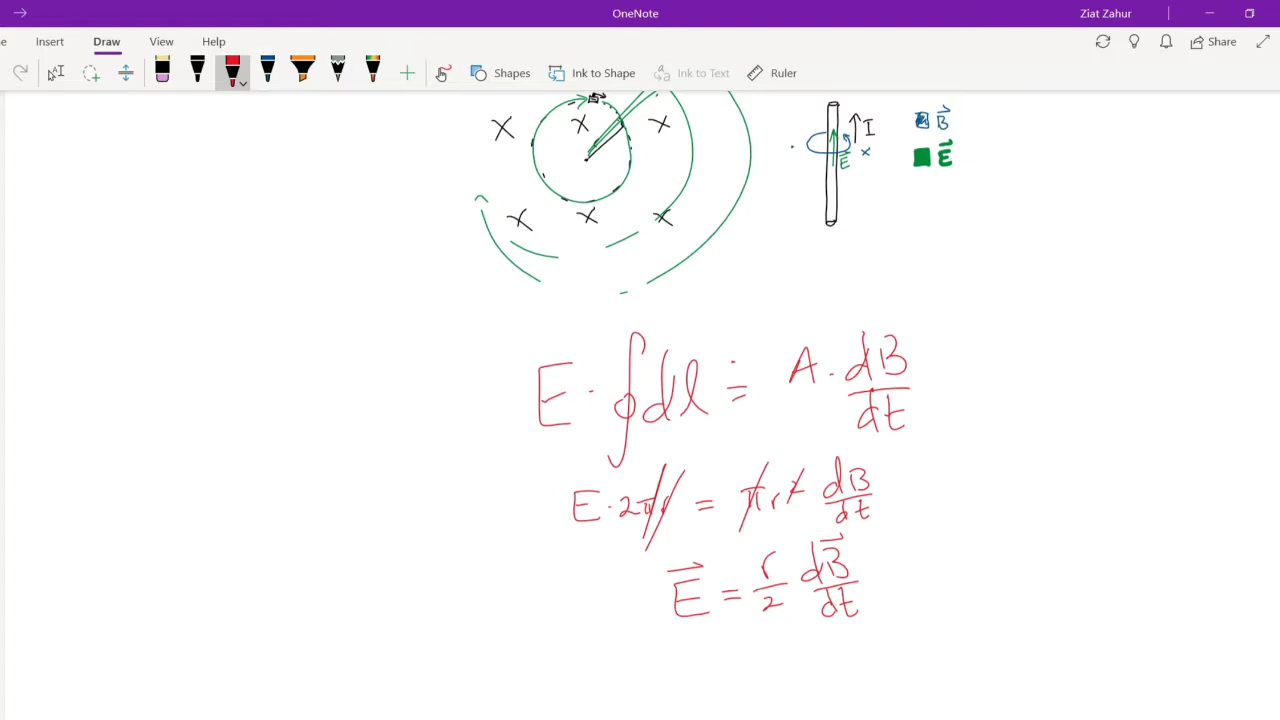 OneNote
Ziat Zahur
Insert Draw View Help
Share
Shapes Ink to Shape Ink to Text Ruler
X X X
X X X
I
E⃗
x
B⃗
E⃗
E · ∮dl = A · dB/dt
E · 2πr = πr² dB/dt
E⃗ = r/2 dB⃗/dt